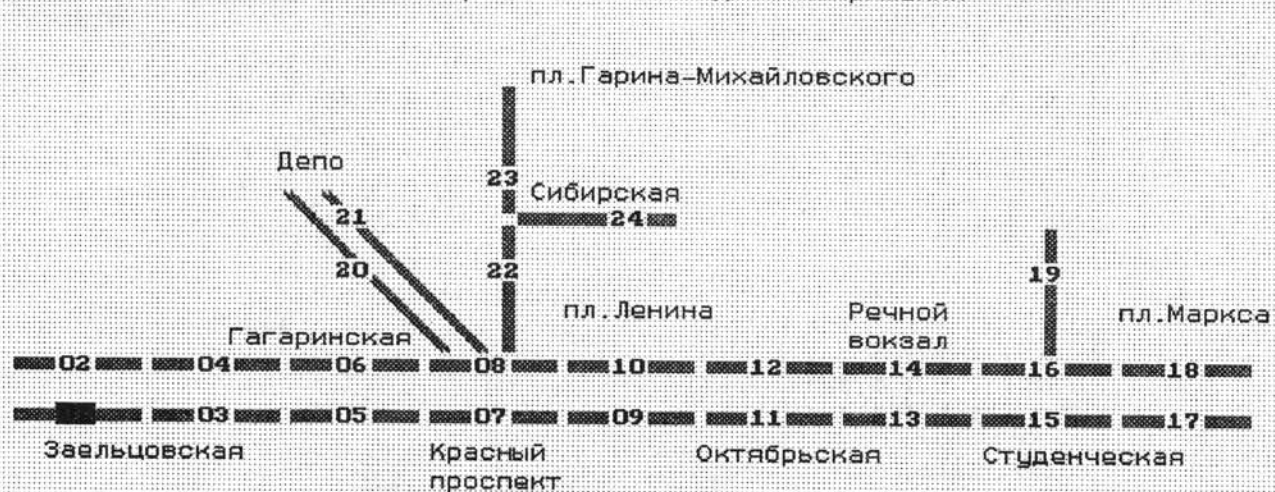 пл.Гарина-Михайловского
Депо
23
Сибирская
21
24
20
22
19
пл.Ленина
Речной
вокзал
пл.Маркса
Гагаринская
02 04 06 08 10 12 14 16 18
03 05 07 09 11 13 15 17
Заельцовская
Красный
проспект
Октябрьская
Студенческая